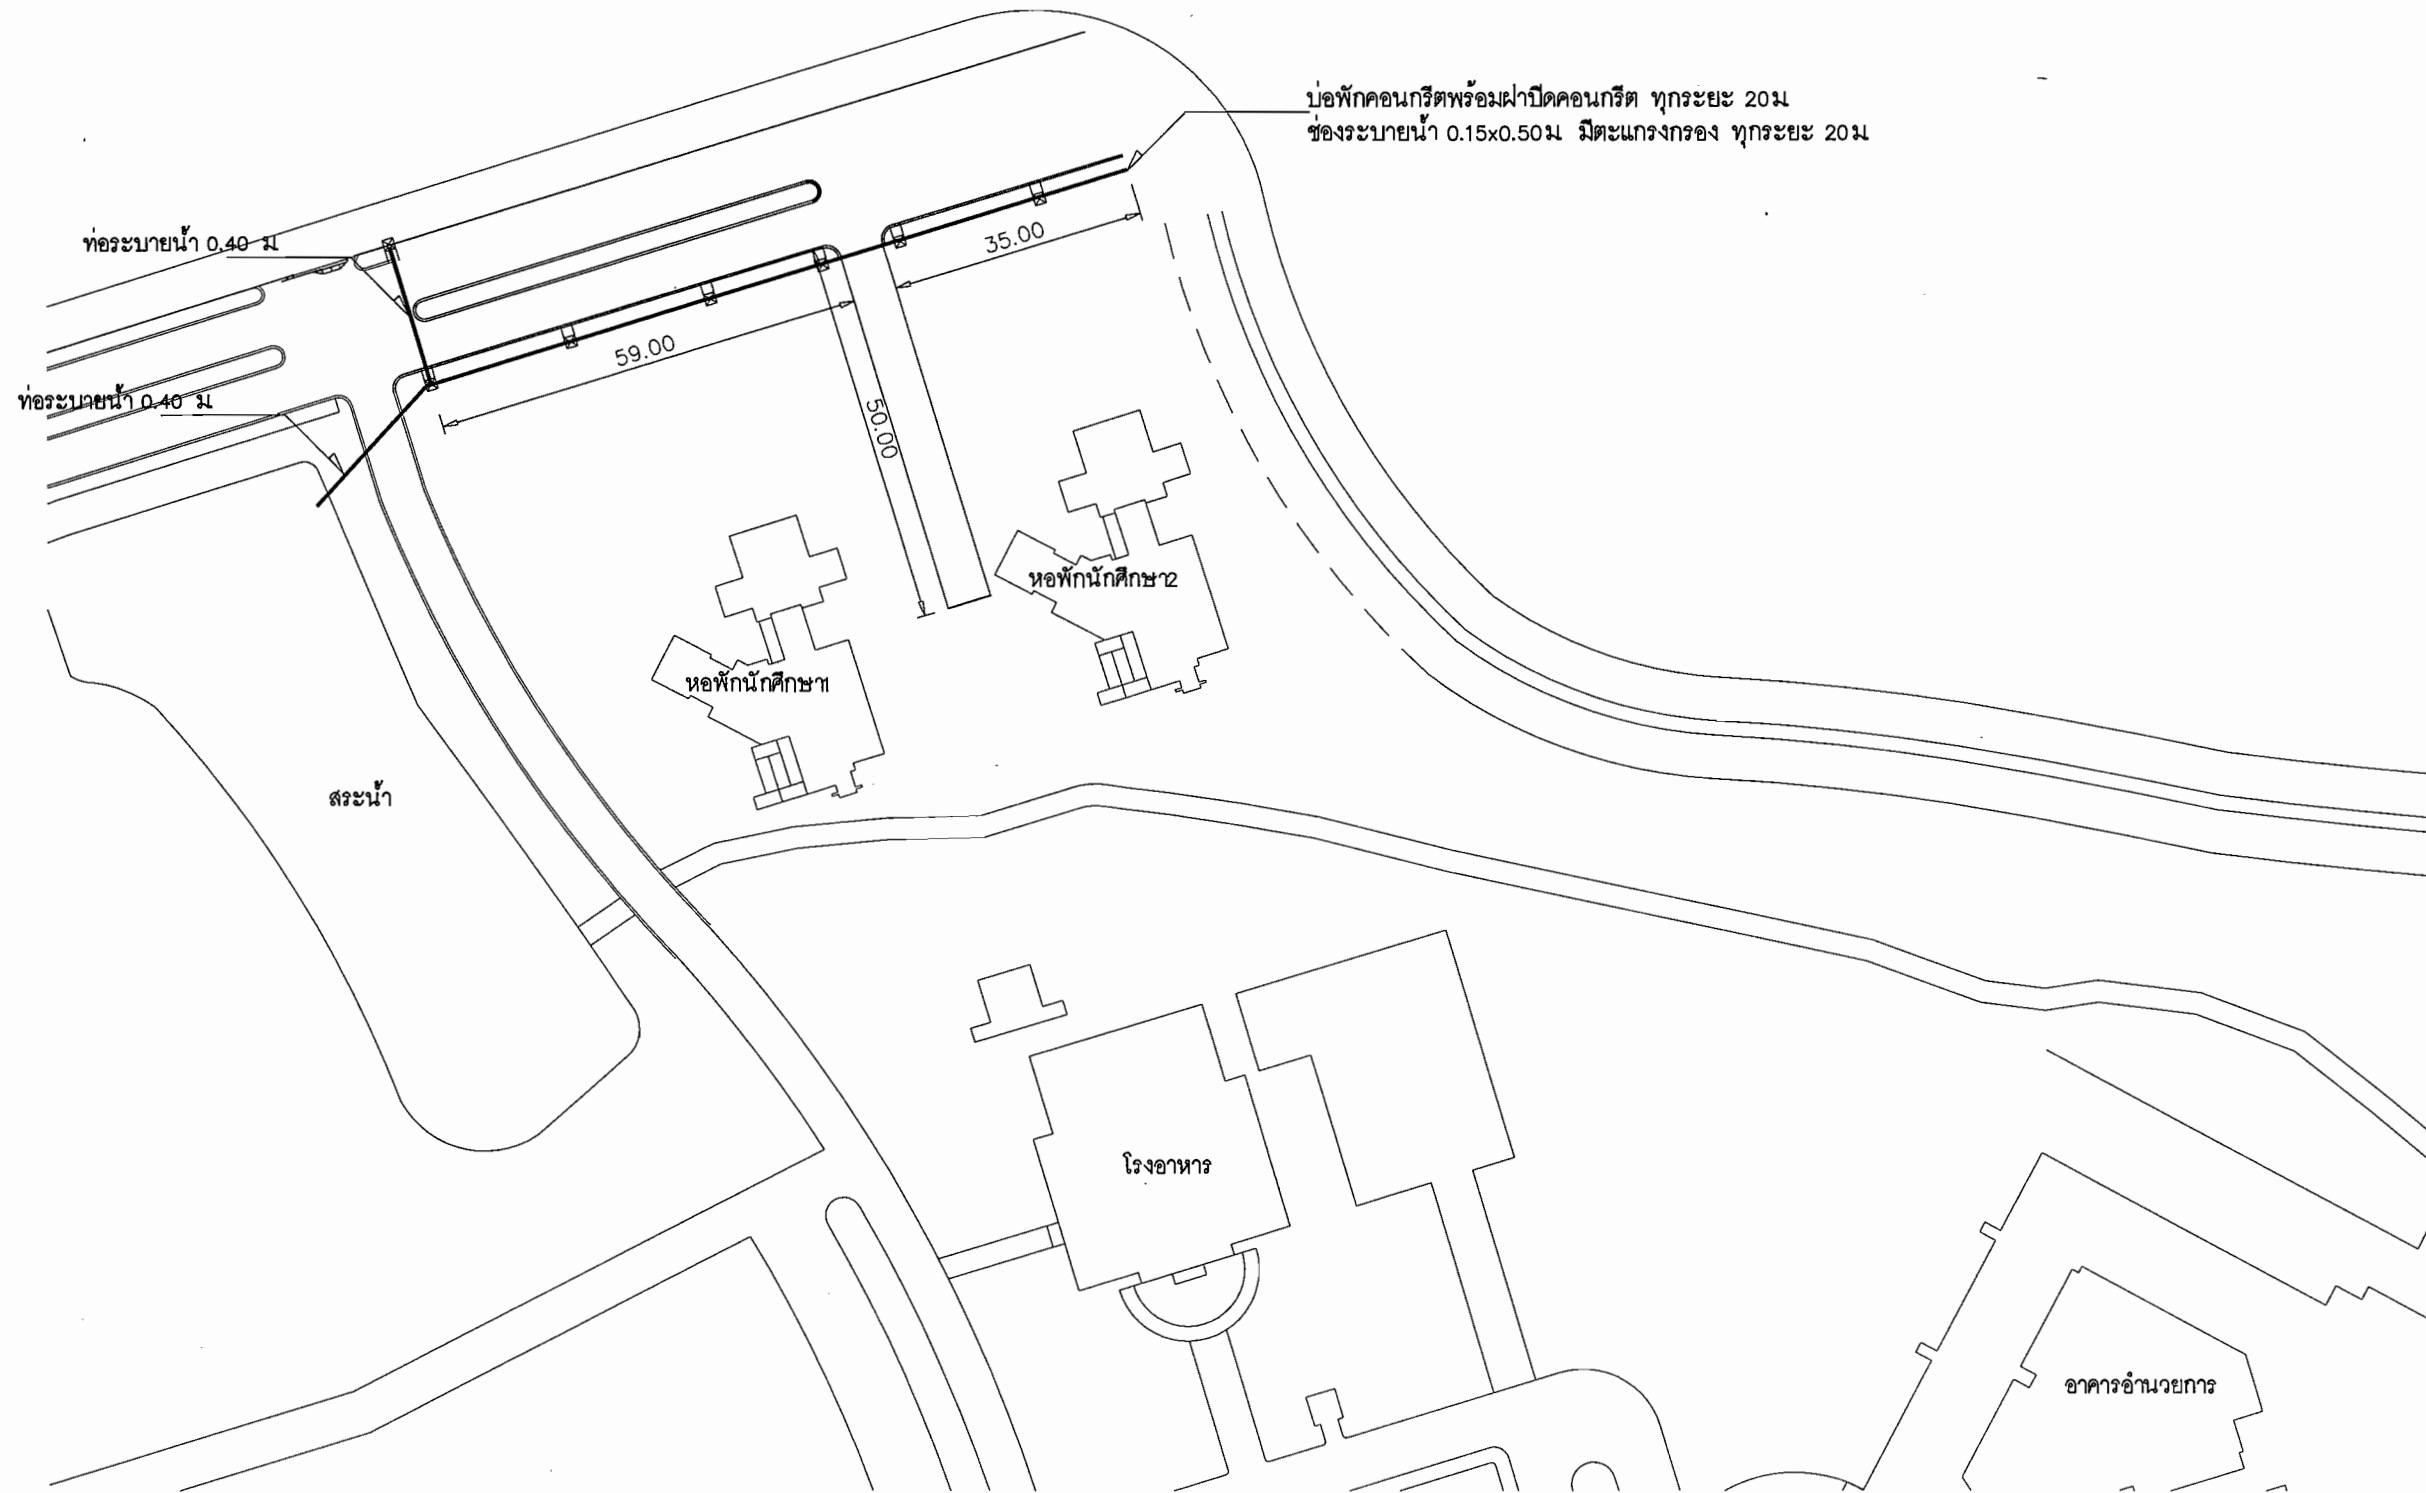 บ่อพักคอนกรีตพร้อมฝาปิดคอนกรีต ทุกระยะ 20ม
ช่องระบายน้ำ 0.15x0.50ม มีตะแกรงกรอง ทุกระยะ 20ม
ท่อระบายน้ำ 0.40 ม
35.00
59.00
ท่อระบายน้ำ 0.40 ม
50.00
หอพักนักศึกษา2
หอพักนักศึกษา1
สระน้ำ
โรงอาหาร
อาคารอำนวยการ